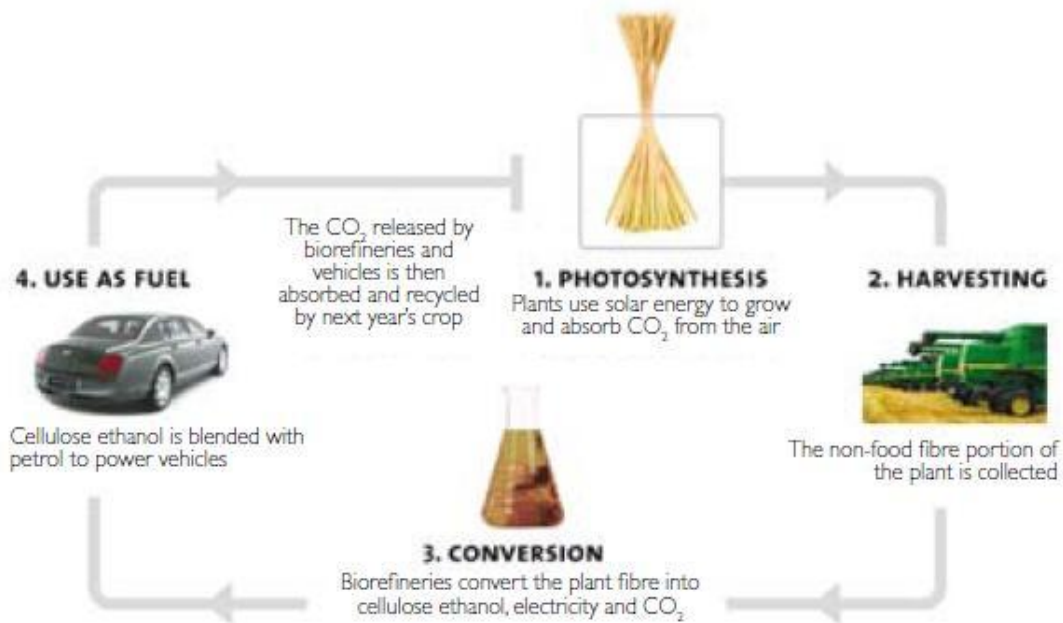 The CO₂ released by
biorefineries and
vehicles is then
absorbed and recycled
by next year's crop
1. PHOTOSYNTHESIS
Plants use solar energy to grow
and absorb CO₂ from the air
2. HARVESTING
The non-food fibre portion of
the plant is collected
3. CONVERSION
Biorefineries convert the plant fibre into
cellulose ethanol, electricity and CO₂
4. USE AS FUEL
Cellulose ethanol is blended with
petrol to power vehicles